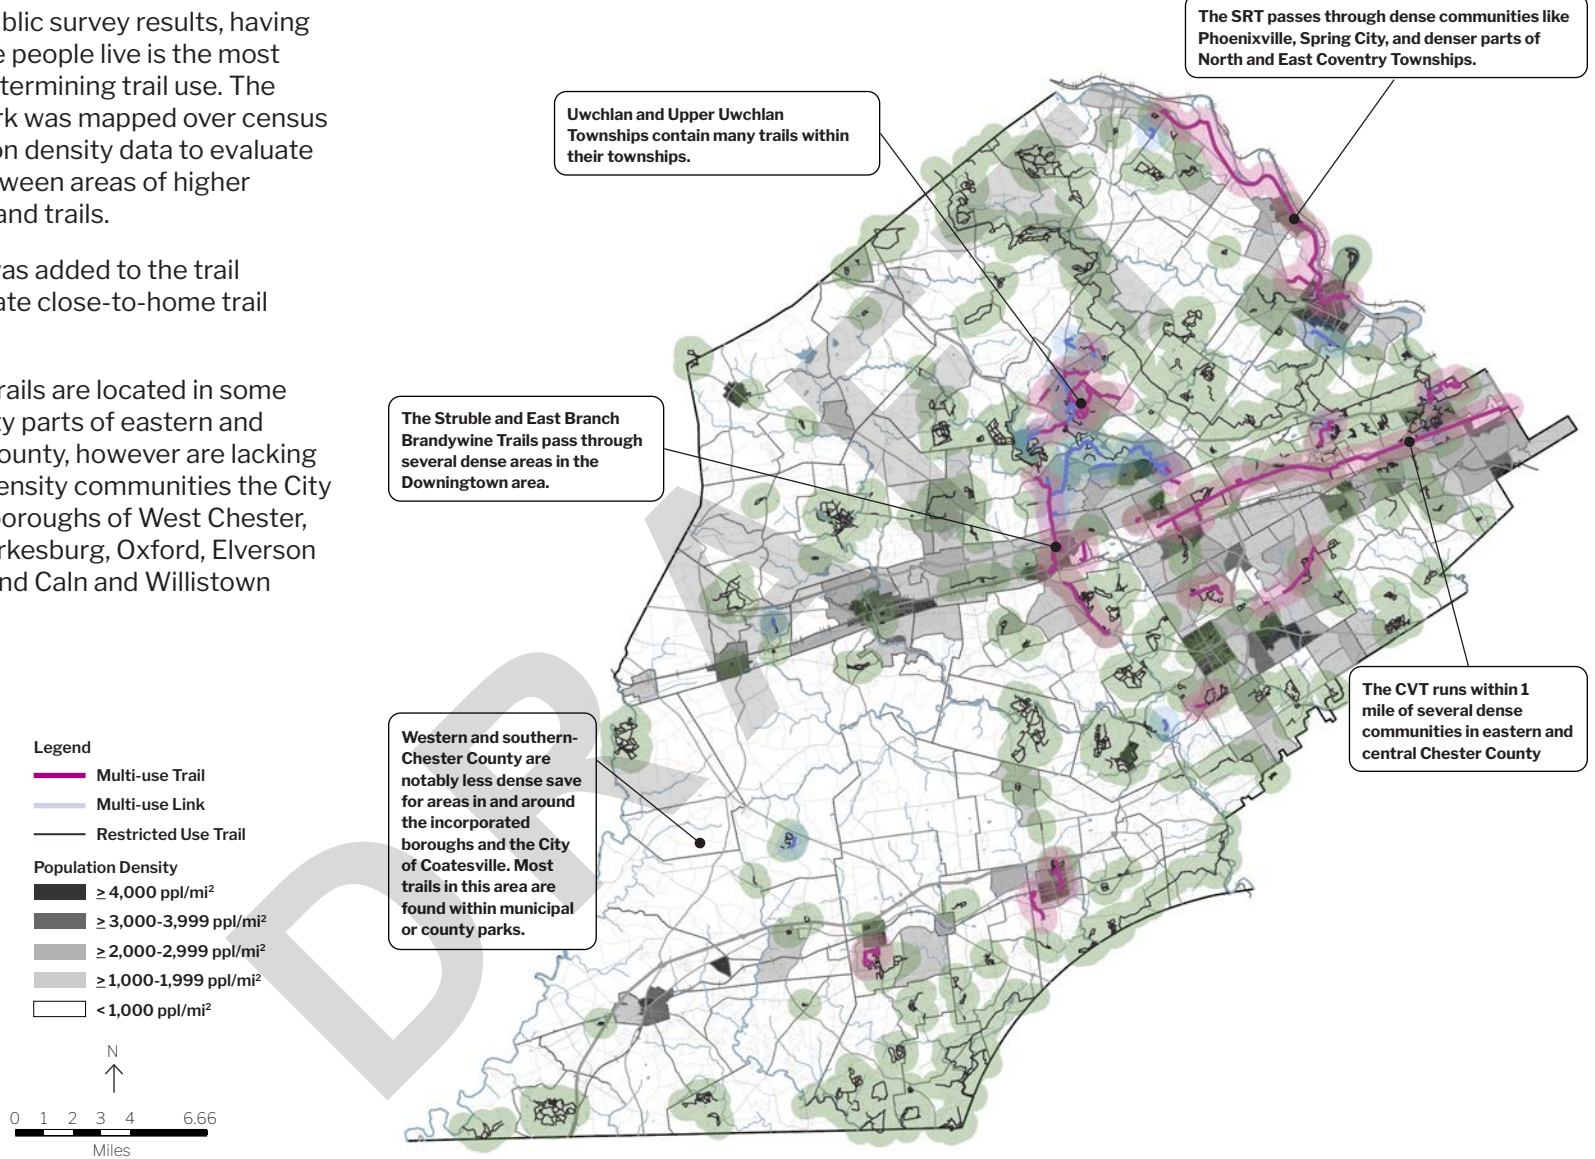 ublic survey results, having
e people live is the most
etermining trail use. The
rk was mapped over census
on density data to evaluate
tween areas of higher
and trails.
was added to the trail
ate close-to-home trail
rails are located in some
ty parts of eastern and
ounty, however are lacking
ensity communities the City
boroughs of West Chester,
rkesburg, Oxford, Elverson
nd Caln and Willistown
The SRT passes through dense communities like
Phoenixville, Spring City, and denser parts of
North and East Coventry Townships.
Uwchlan and Upper Uwchlan
Townships contain many trails within
their townships.
The Struble and East Branch
Brandywine Trails pass through
several dense areas in the
Downingtown area.
Western and southern-
Chester County are
notably less dense save
for areas in and around
the incorporated
boroughs and the City
of Coatesville. Most
trails in this area are
found within municipal
or county parks.
The CVT runs within 1
mile of several dense
communities in eastern and
central Chester County
Legend
Multi-use Trail
Multi-use Link
Restricted Use Trail
Population Density
≥ 4,000 ppl/mi²
≥ 3,000-3,999 ppl/mi²
≥ 2,000-2,999 ppl/mi²
≥ 1,000-1,999 ppl/mi²
< 1,000 ppl/mi²
N
0 1 2 3 4 6.66
Miles
DRAFT